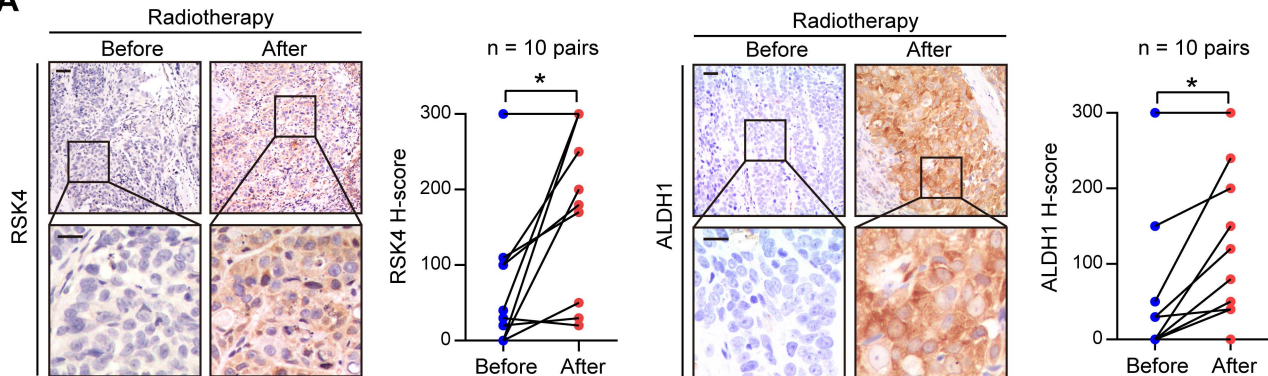 A
Radiotherapy
Before After
RSK4
n = 10 pairs
*
RSK4 H-score
300
200
100
0
Before After
Radiotherapy
Before After
ALDH1
n = 10 pairs
*
ALDH1 H-score
300
200
100
0
Before After